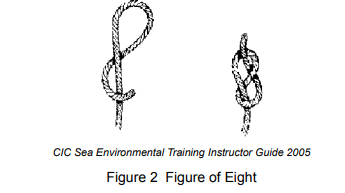 CIC Sea Environmental Training Instructor Guide 2005
Figure 2 Figure of Eight